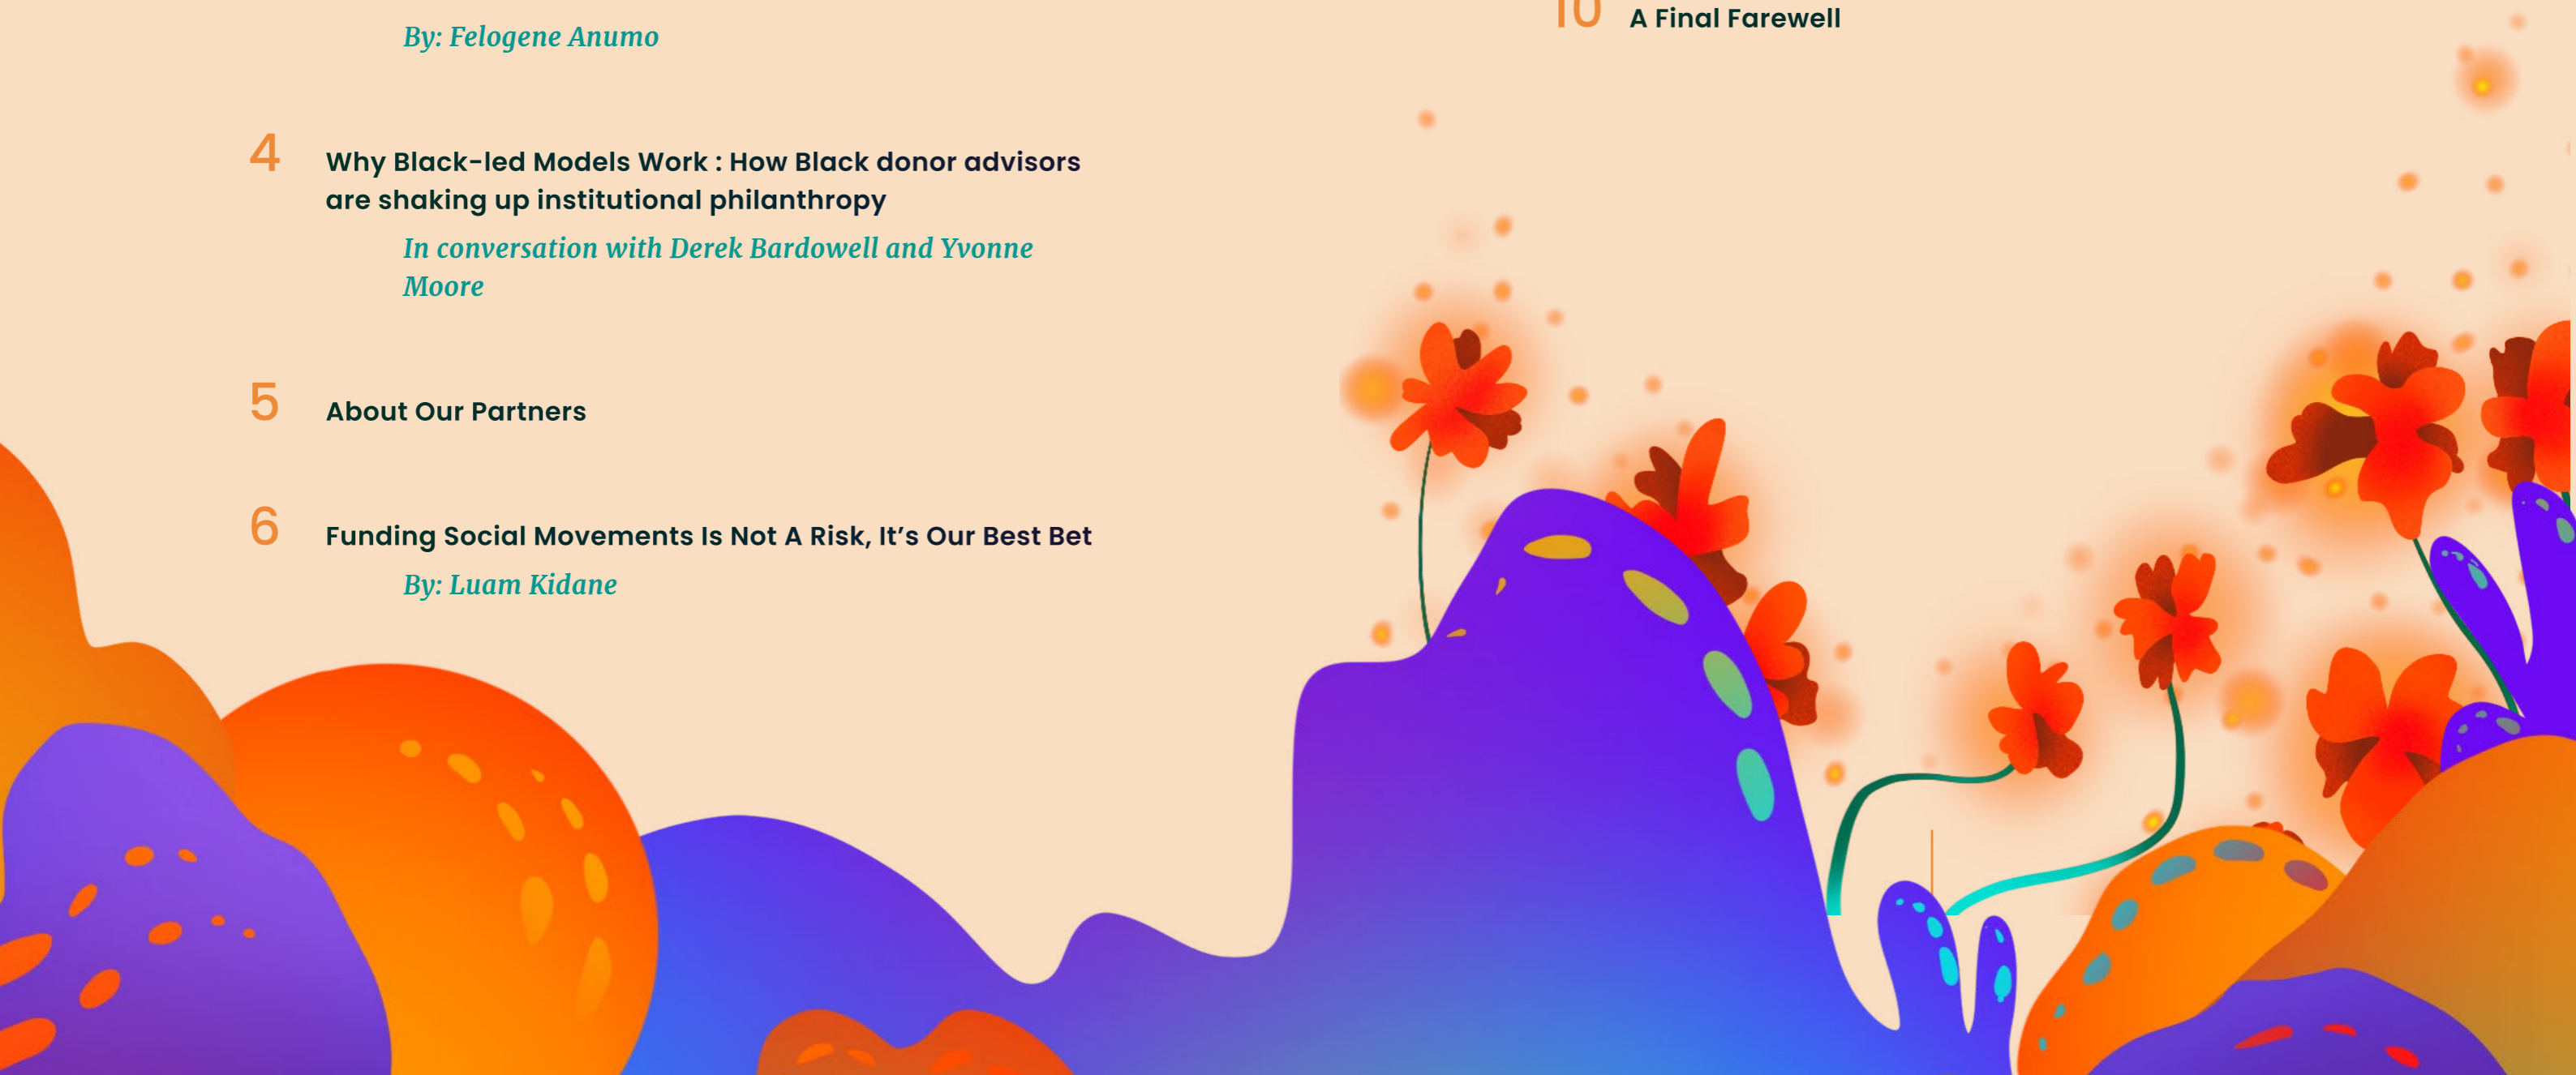 By: Felogene Anumo
4
Why Black-led Models Work : How Black donor advisors
are shaking up institutional philanthropy
In conversation with Derek Bardowell and Yvonne
Moore
5
About Our Partners
6
Funding Social Movements Is Not A Risk, It’s Our Best Bet
By: Luam Kidane
10
A Final Farewell